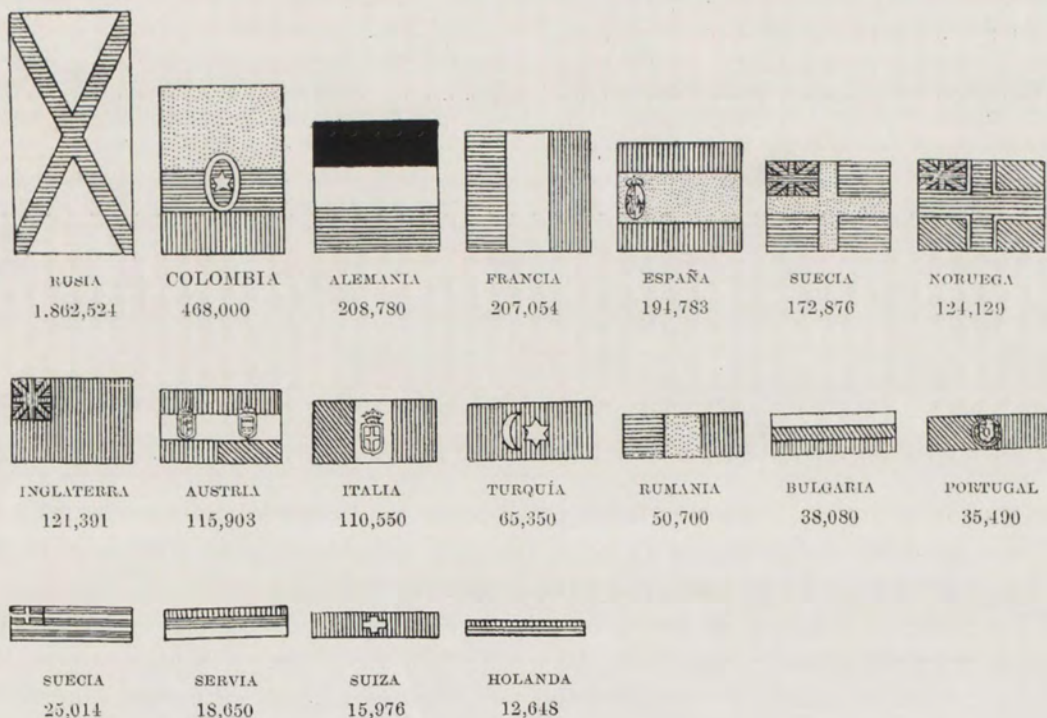 RUSIA COLOMBIA ALEMANIA FRANCIA ESPAÑA SUECIA NORUEGA
1.862,524 468,000 208,780 207,054 194,783 172,876 124,129
INGLATERRA AUSTRIA ITALIA TURQUÍA RUMANIA BULGARIA PORTUGAL
121,391 115,903 110,550 65,350 50,700 38,080 35,490
SUECIA SERVIA SUIZA HOLANDA
25,014 18,650 15,976 12,648